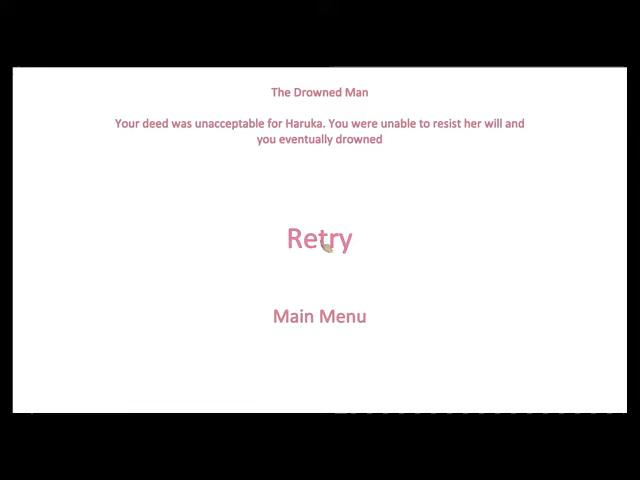 The Drowned Man
Your deed was unacceptable for Haruka. You were unable to resist her will and
you eventually drowned
Retry
Main Menu